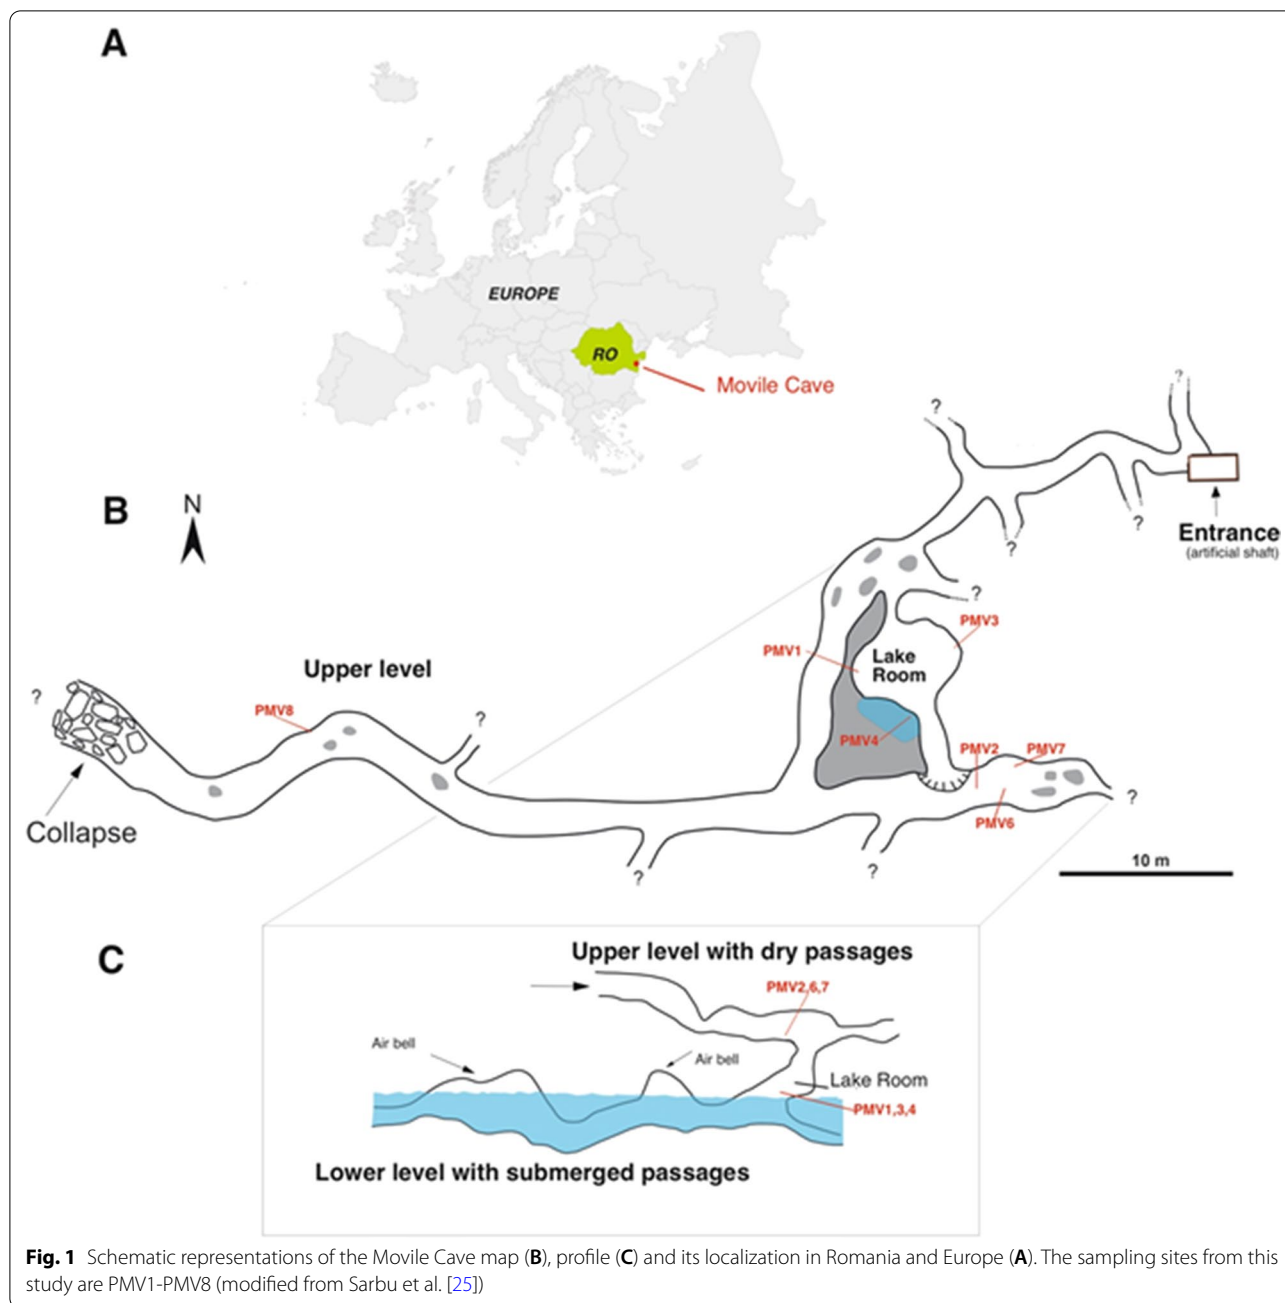 A
EUROPE
RO
Movile Cave
B
N
?
?
?
?
Entrance
(artificial shaft)
?
PMV3
PMV1
Lake
Room
Upper level
?
PMV8
?
PMV4
PMV2
PMV7
Collapse
PMV6
?
?
?
10 m
C
Upper level with dry passages
PMV2,6,7
Air bell
Air bell
Lake Room
PMV1,3,4
Lower level with submerged passages
Fig. 1 Schematic representations of the Movile Cave map (B), profile (C) and its localization in Romania and Europe (A). The sampling sites from this
study are PMV1-PMV8 (modified from Sarbu et al. [25])